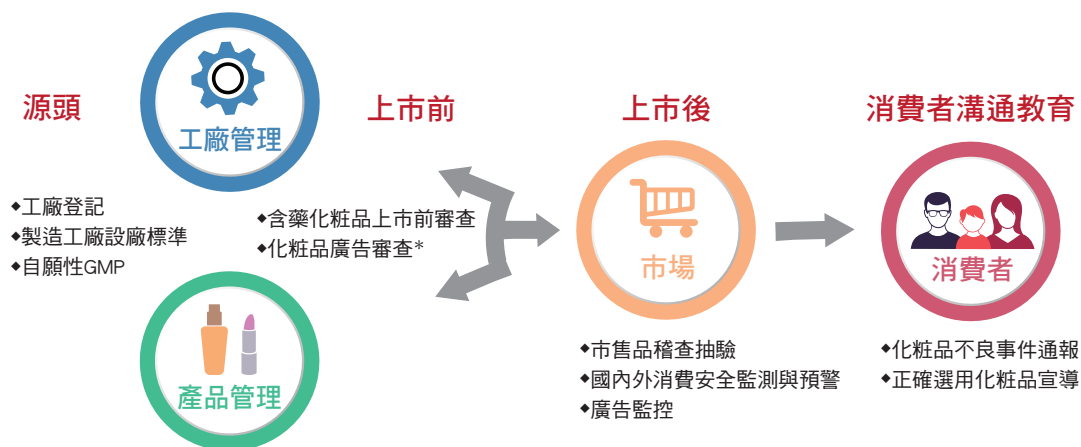 源頭
工廠管理
上市前
上市後
消費者溝通教育
◆工廠登記
◆製造工廠設廠標準
◆自願性GMP
◆含藥化粧品上市前審查
◆化粧品廣告審查*
產品管理
市場
消費者
◆市售品稽查抽驗
◆國內外消費安全監測與預警
◆廣告監控
◆化粧品不良事件通報
◆正確選用化粧品宣導